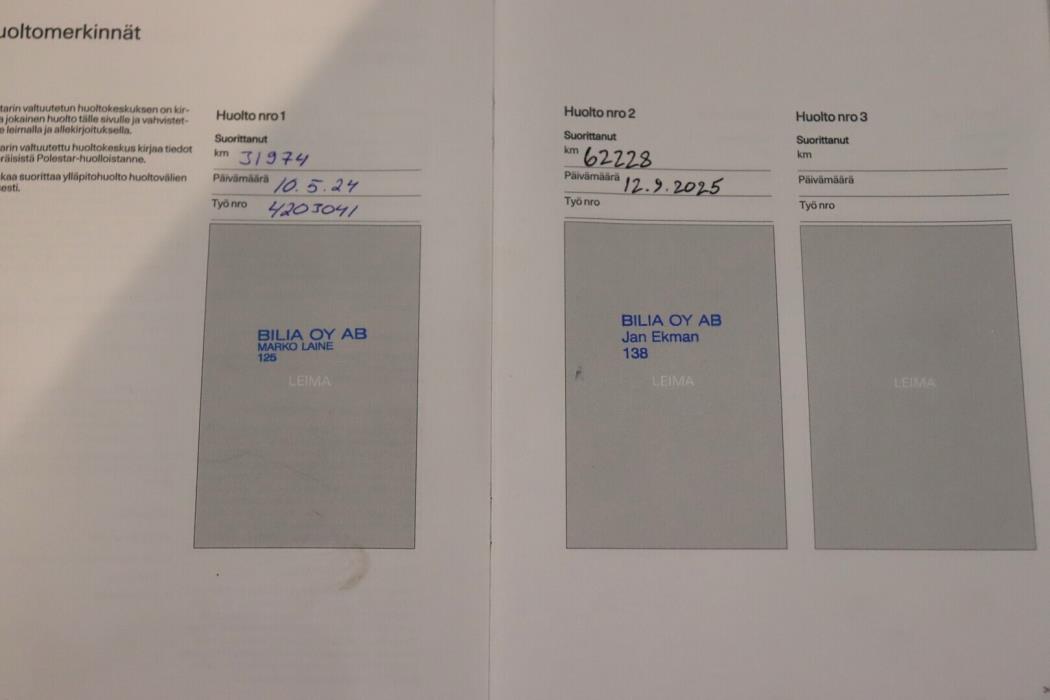 uoltomerkinnät
tarin valtuutetun huoltokeskuksen on kir-
a jokainen huolto tälle sivulle ja vahvistet-
e leimalla ja allekirjoituksella.
arin valtuutettu huoltokeskus kirjaa tiedot
räisistä Polestar-huolloistanne.
kaa suorittaa ylläpitohuolto huoltovälien
esti.
Huolto nro 1
Suorittanut
km 31974
Päivämäärä 10.5.24
Työ nro 4203041
BILIA OY AB
MARKO LAINE
125
LEIMA
Huolto nro 2
Suorittanut
km 62228
Päivämäärä 12.9.2025
Työ nro
BILIA OY AB
Jan Ekman
138
LEIMA
Huolto nro 3
Suorittanut
km
Päivämäärä
Työ nro
LEIMA